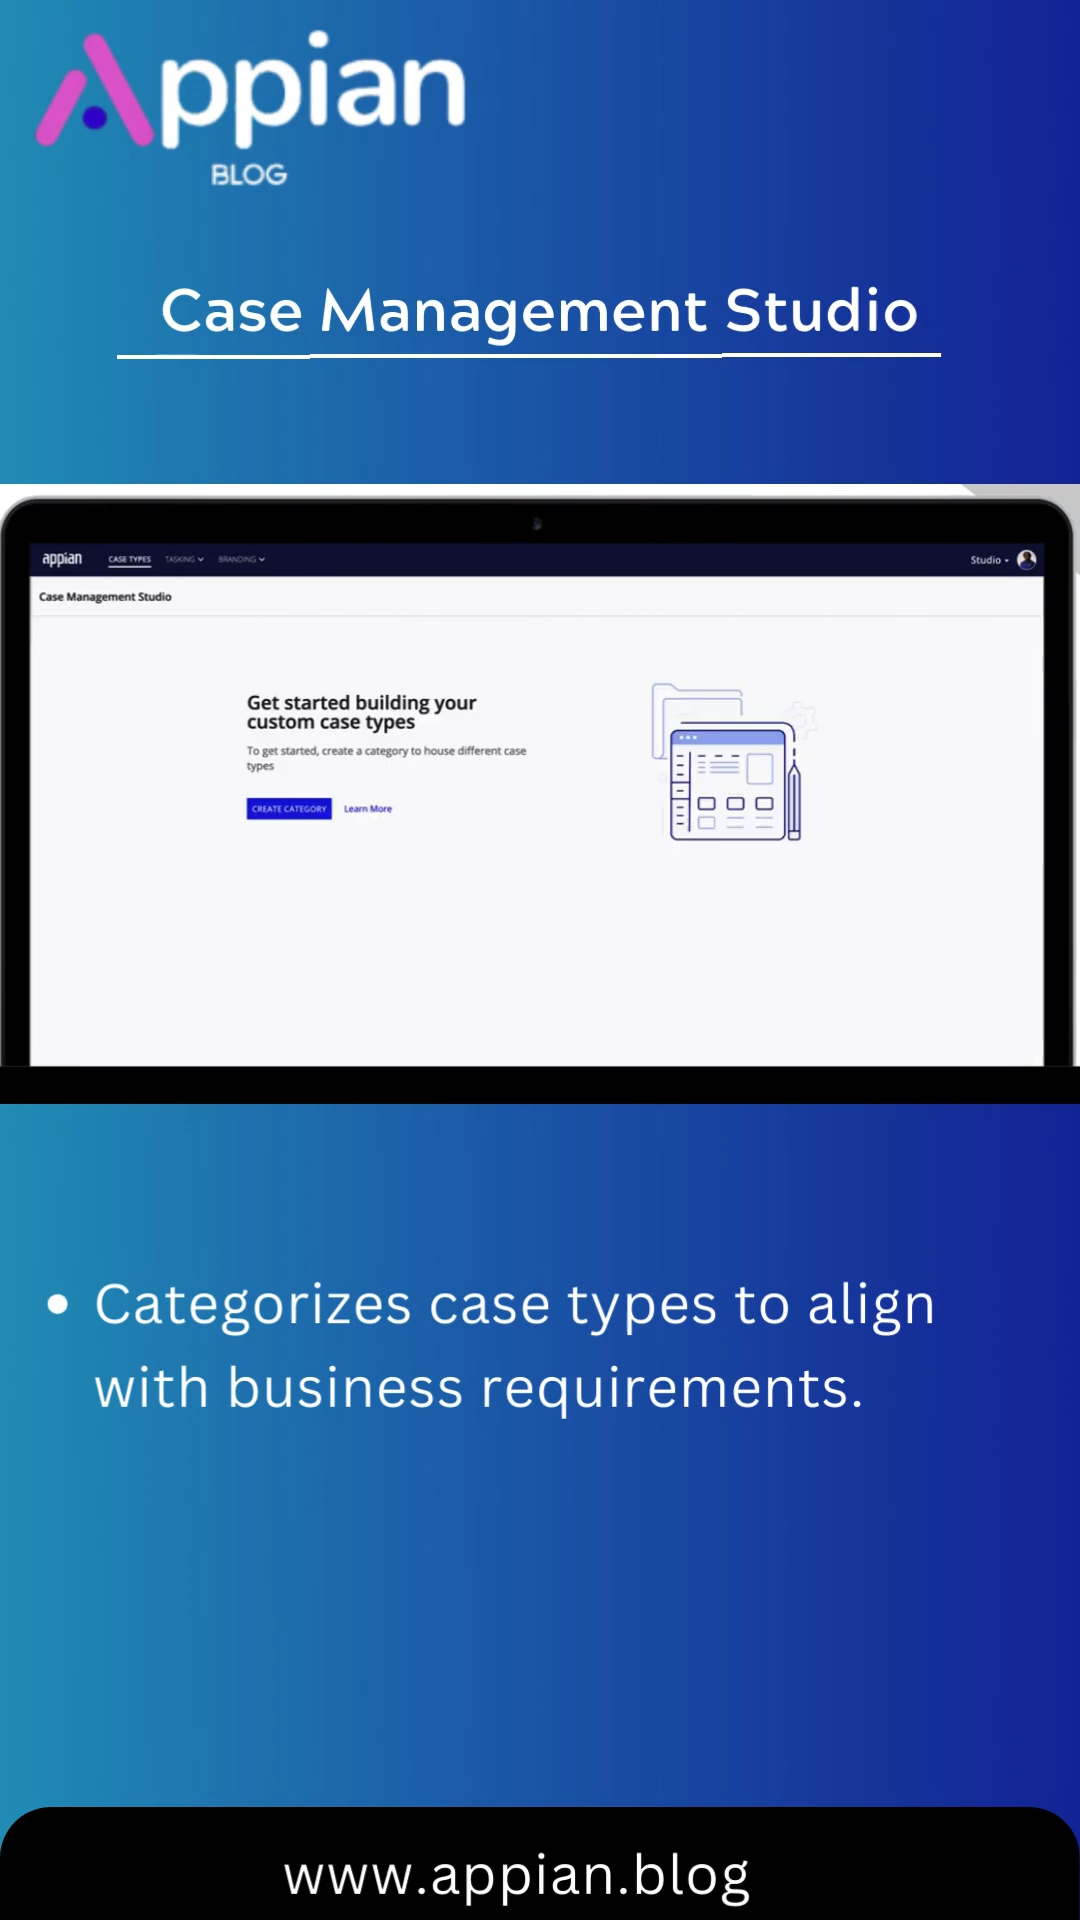 Appian
BLOG
Case Management Studio
appian CASE TYPES TASKING BRANDING Studio
Case Management Studio
Get started building your
custom case types
To get started, create a category to house different case
types
CREATE CATEGORY Learn More
• Categorizes case types to align
with business requirements.
www.appian.blog